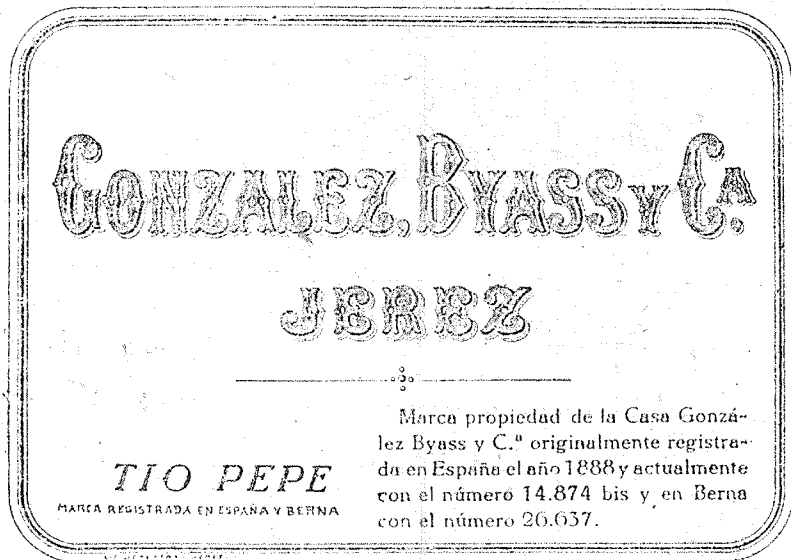 GONZALEZ, BYASS Y Cª.
JEREZ
Marca propiedad de la Casa Gonzá-
lez Byass y C.ª originalmente registra-
da en España el año 1888 y actualmente
con el número 14.874 bis y en Berna
con el número 26.637.
TIO PEPE
MARCA REGISTRADA EN ESPAÑA Y BERNA